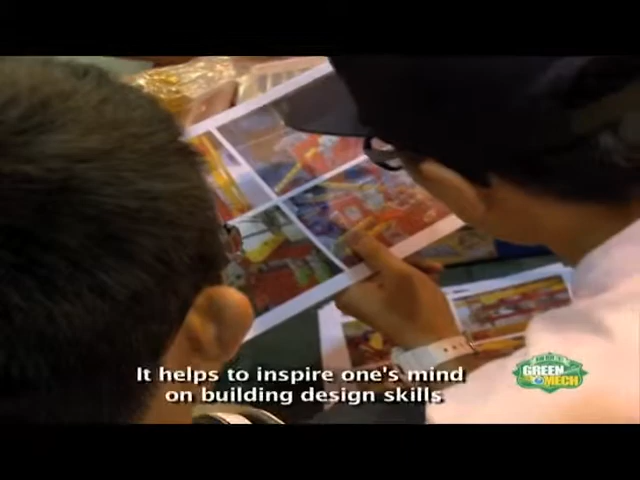 It helps to inspire one's mind
on building design skills
GREEN
MECH